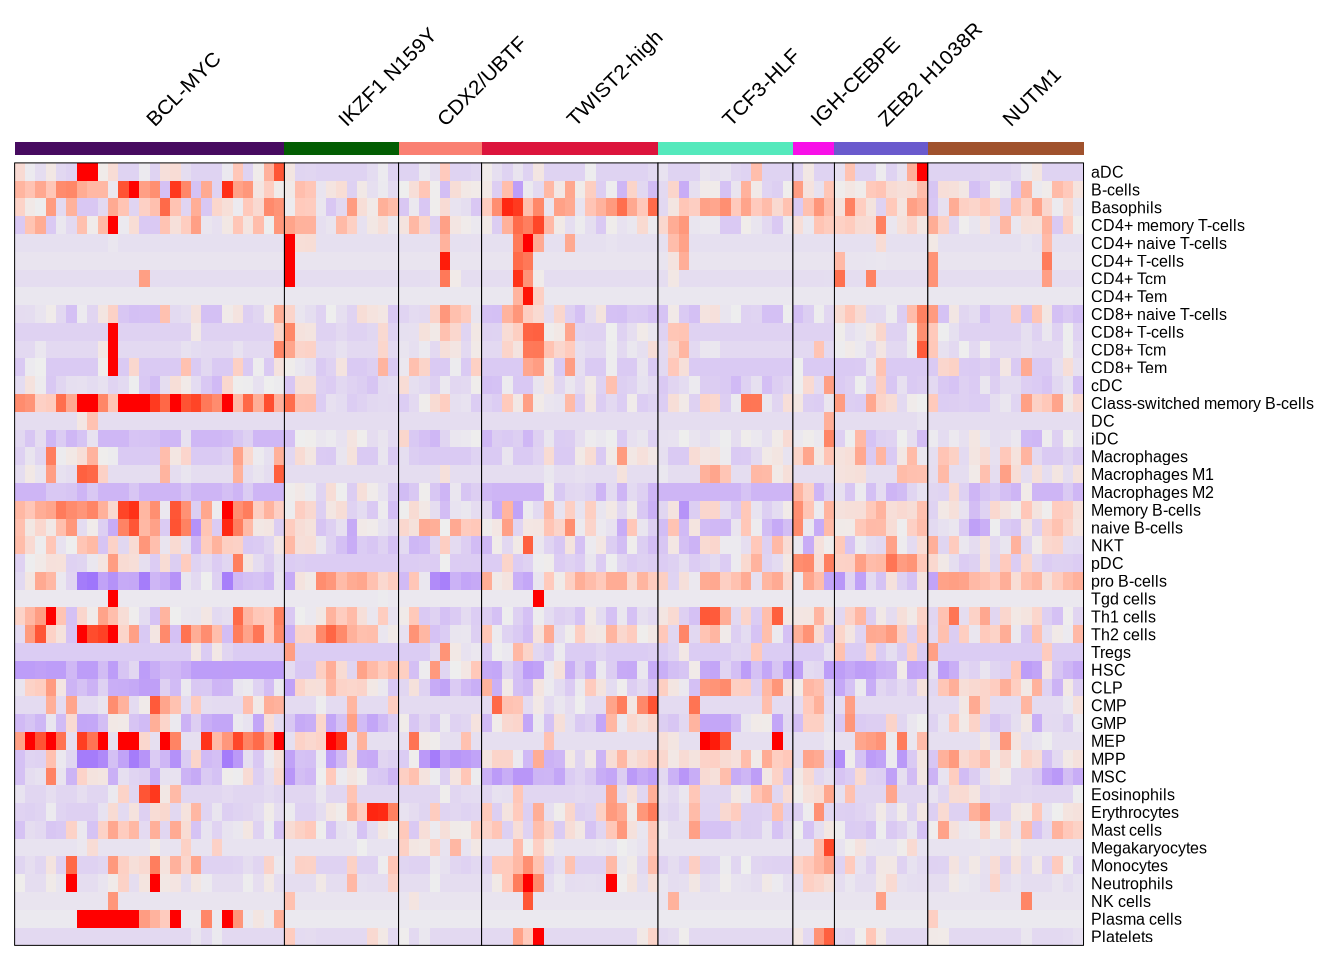 BCL-MYC
IKZF1 N159Y
CDX2/UBTF
TWIST2-high
TCF3-HLF
IGH-CEBPE
ZEB2 H1038R
NUTM1
aDC
B-cells
Basophils
CD4+ memory T-cells
CD4+ naive T-cells
CD4+ T-cells
CD4+ Tcm
CD4+ Tem
CD8+ naive T-cells
CD8+ T-cells
CD8+ Tcm
CD8+ Tem
cDC
Class-switched memory B-cells
DC
iDC
Macrophages
Macrophages M1
Macrophages M2
Memory B-cells
naive B-cells
NKT
pDC
pro B-cells
Tgd cells
Th1 cells
Th2 cells
Tregs
HSC
CLP
CMP
GMP
MEP
MPP
MSC
Eosinophils
Erythrocytes
Mast cells
Megakaryocytes
Monocytes
Neutrophils
NK cells
Plasma cells
Platelets